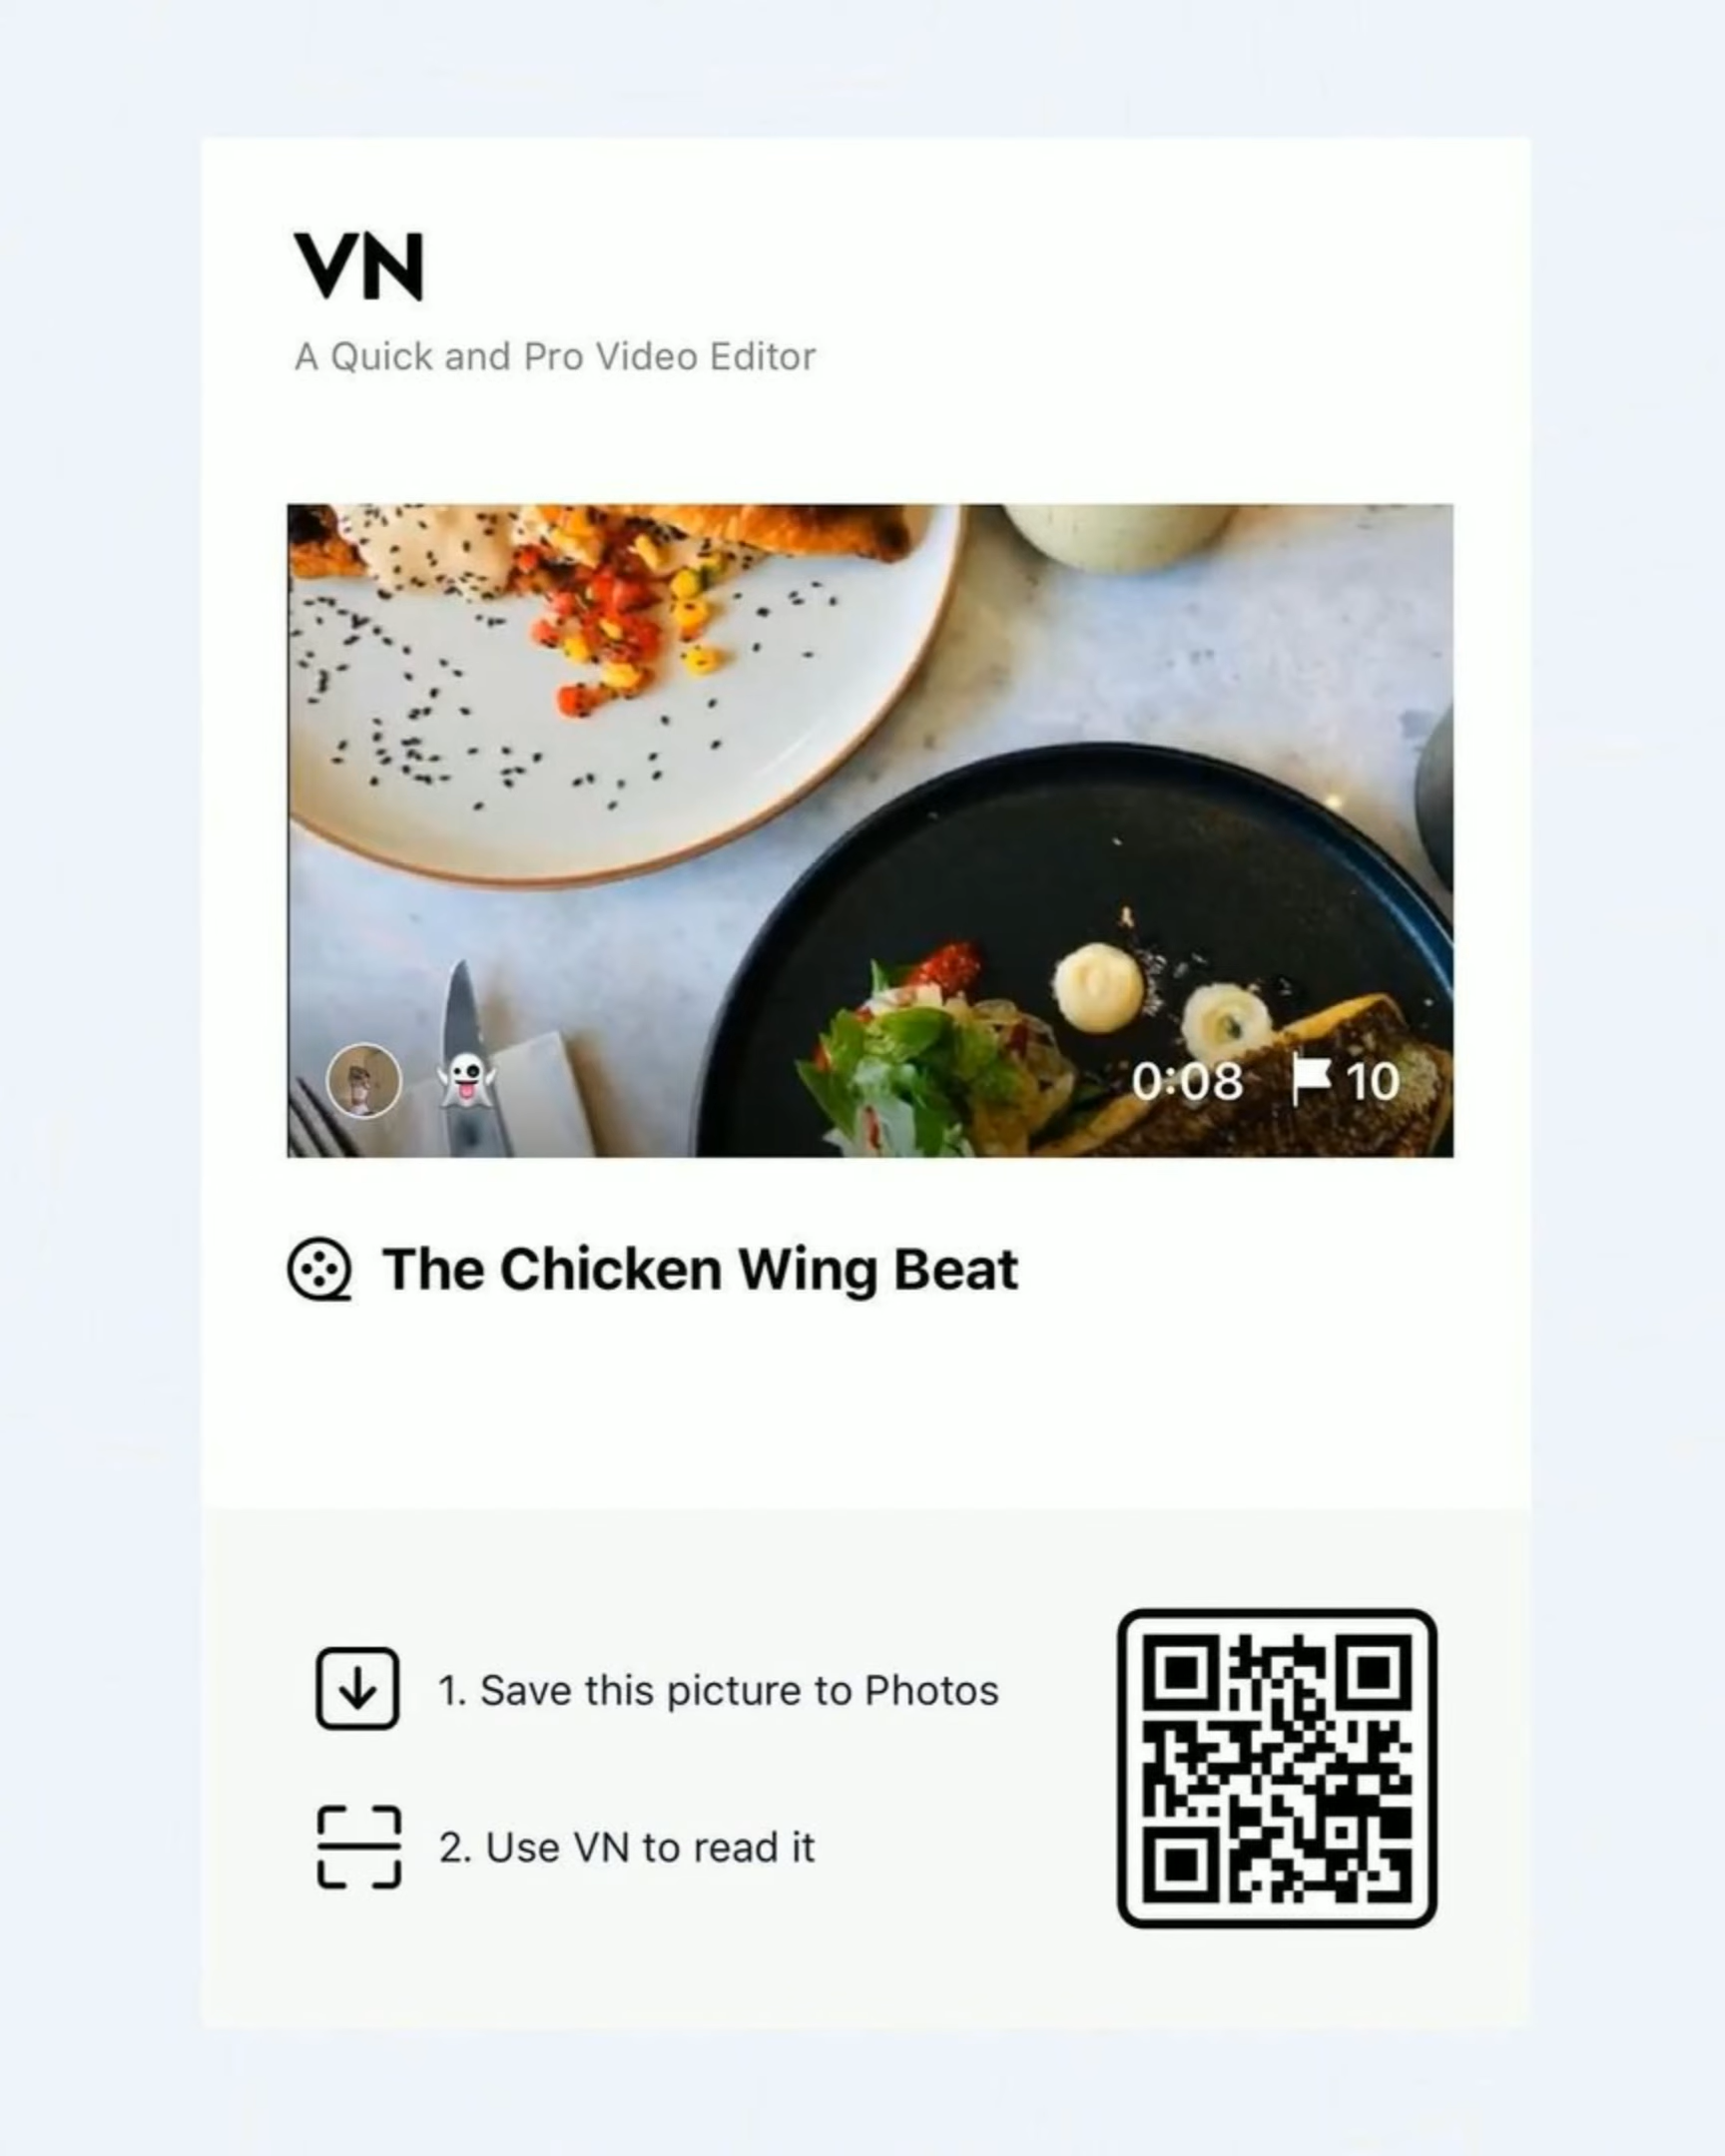 VN
A Quick and Pro Video Editor
0:08 10
The Chicken Wing Beat
1. Save this picture to Photos
2. Use VN to read it